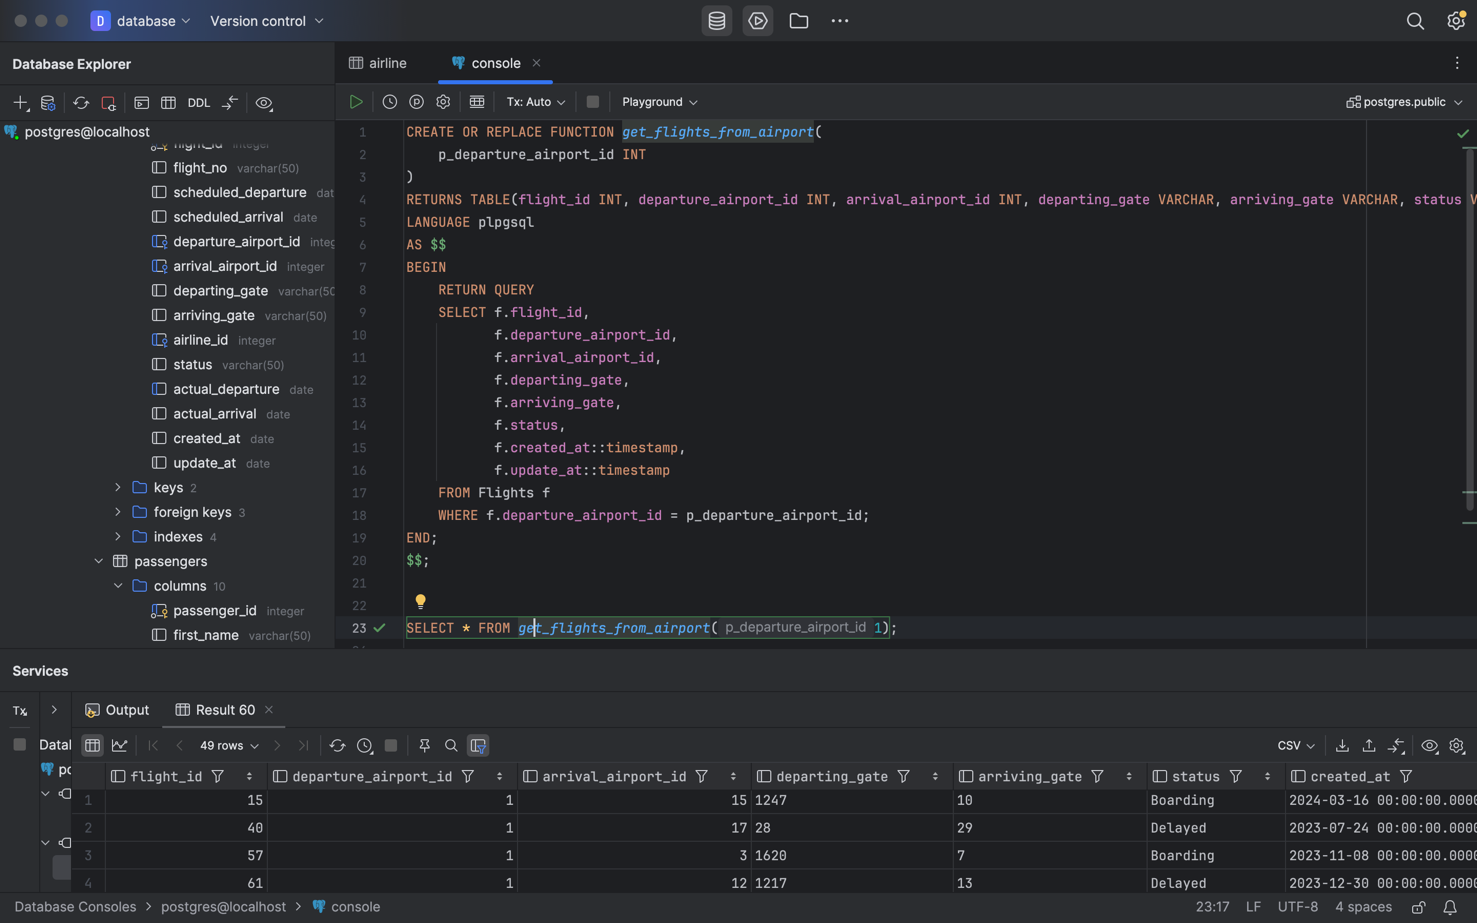 D database Version control
Database Explorer
airline
console
DDL
Tx: Auto
Playground
postgres.public
postgres@localhost
flight_id integer
flight_no varchar(50)
scheduled_departure dat
scheduled_arrival date
departure_airport_id integ
arrival_airport_id integer
departing_gate varchar(50
arriving_gate varchar(50)
airline_id integer
status varchar(50)
actual_departure date
actual_arrival date
created_at date
update_at date
keys 2
foreign keys 3
indexes 4
passengers
columns 10
passenger_id integer
first_name varchar(50)
1 CREATE OR REPLACE FUNCTION get_flights_from_airport(
2 p_departure_airport_id INT
3 )
4 RETURNS TABLE(flight_id INT, departure_airport_id INT, arrival_airport_id INT, departing_gate VARCHAR, arriving_gate VARCHAR, status V
5 LANGUAGE plpgsql
6 AS $$
7 BEGIN
8 RETURN QUERY
9 SELECT f.flight_id,
10 f.departure_airport_id,
11 f.arrival_airport_id,
12 f.departing_gate,
13 f.arriving_gate,
14 f.status,
15 f.created_at::timestamp,
16 f.update_at::timestamp
17 FROM Flights f
18 WHERE f.departure_airport_id = p_departure_airport_id;
19 END;
20 $$;
21
22
23 SELECT * FROM get_flights_from_airport( p_departure_airport_id 1);
Services
Tx
Output
Result 60
Datal
po
49 rows
CSV
flight_id departure_airport_id arrival_airport_id departing_gate arriving_gate status created_at
1 15 1 15 1247 10 Boarding 2024-03-16 00:00:00.0000
2 40 1 17 28 29 Delayed 2023-07-24 00:00:00.0000
3 57 1 3 1620 7 Boarding 2023-11-08 00:00:00.0000
4 61 1 12 1217 13 Delayed 2023-12-30 00:00:00.0000
Database Consoles > postgres@localhost > console
23:17 LF UTF-8 4 spaces